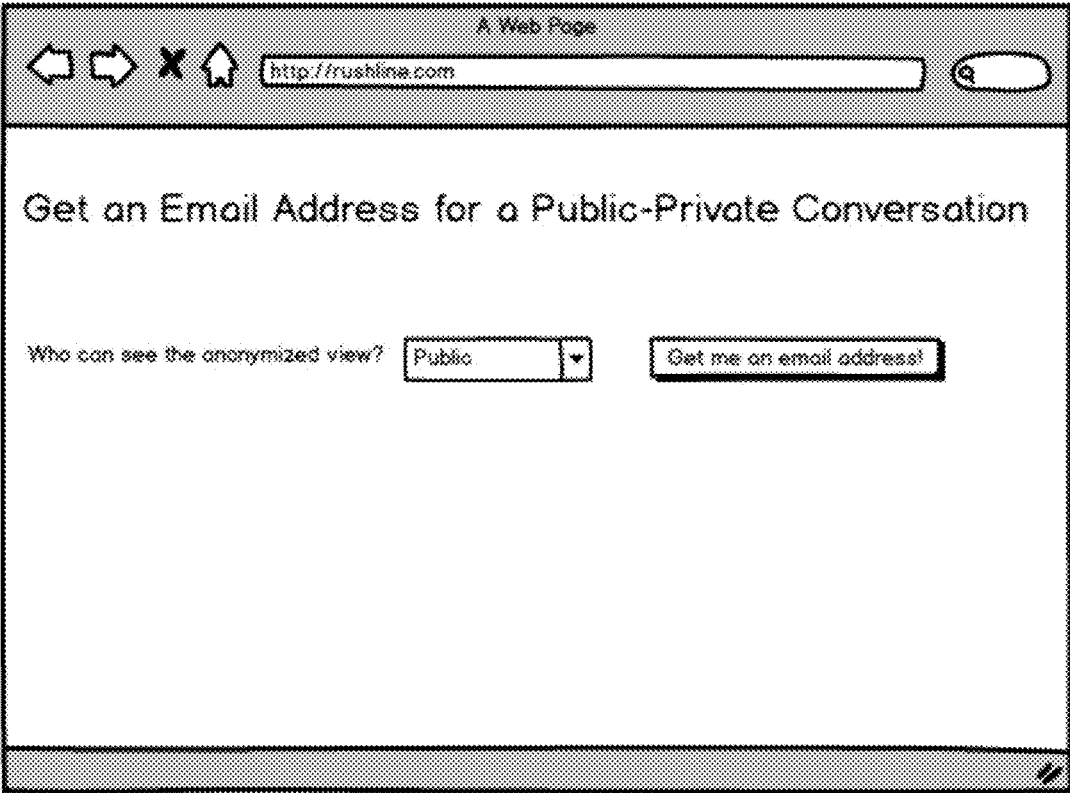 A Web Page
http://rushline.com
Get an Email Address for a Public-Private Conversation
Who can see the anonymized view? Public Get me an email address!